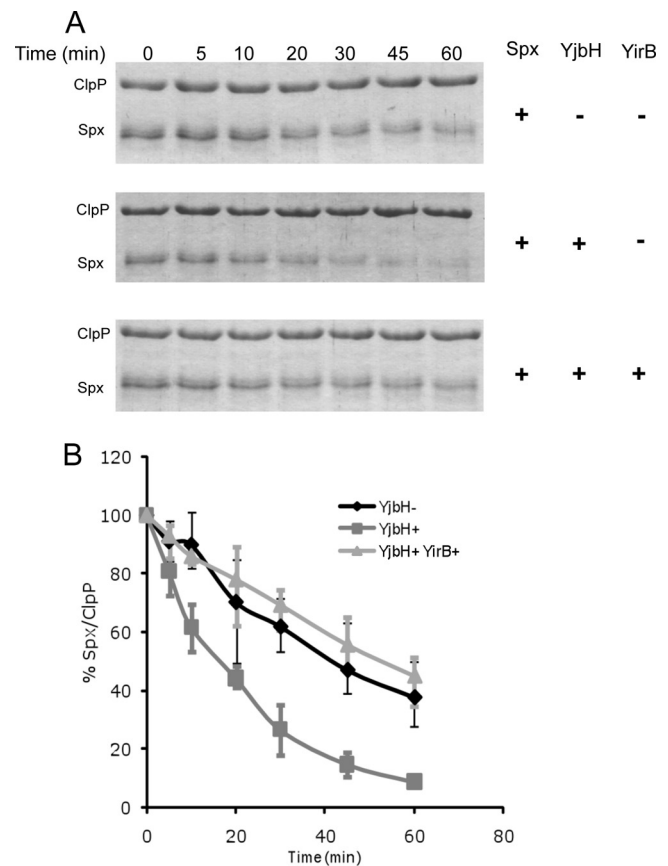 A
Time (min) 0 5 10 20 30 45 60 Spx YjbH YirB
ClpP
Spx
+ - -
ClpP
Spx
+ + -
ClpP
Spx
+ + +
B
120
100
80
60
40
20
0
% Spx/ClpP
YjbH-
YjbH+
YjbH+ YirB+
0 20 40 60 80
Time (min)